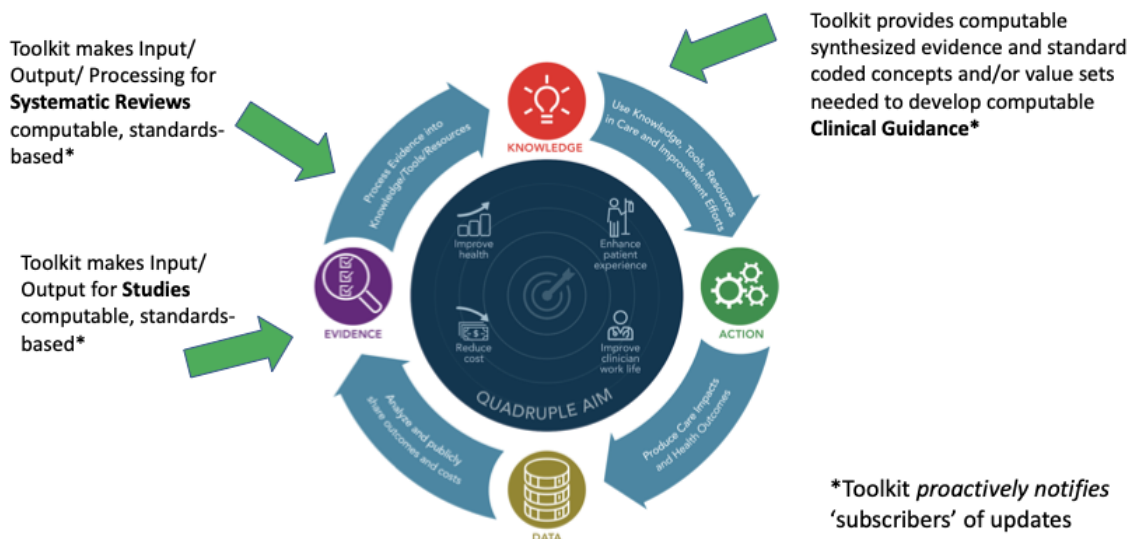 Toolkit makes Input/
Output/ Processing for
Systematic Reviews
computable, standards-
based*
Toolkit provides computable
synthesized evidence and standard
coded concepts and/or value sets
needed to develop computable
Clinical Guidance*
KNOWLEDGE
Process Evidence into
Knowledge/Tools/Resources
Use Knowledge, Tools, Resources
in Care and Improvement Efforts
Improve
health
Enhance
patient
experience
Toolkit makes Input/
Output for Studies
computable, standards-
based*
EVIDENCE
ACTION
Reduce
cost
Improve
clinician
work life
QUADRUPLE AIM
Analyze and publicly
share outcomes and costs
Produce Care Impacts
and Health Outcomes
DATA
*Toolkit proactively notifies
‘subscribers’ of updates